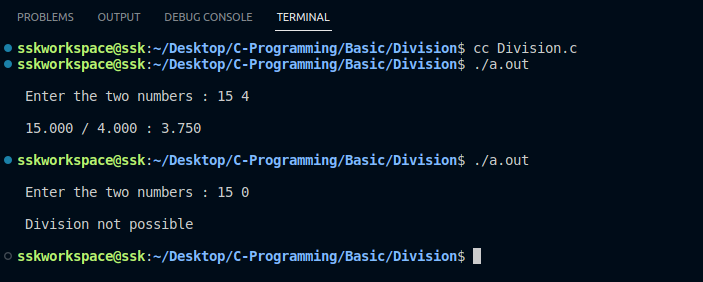 PROBLEMS OUTPUT DEBUG CONSOLE TERMINAL
sskworkspace@ssk:~/Desktop/C-Programming/Basic/Division$ cc Division.c
sskworkspace@ssk:~/Desktop/C-Programming/Basic/Division$ ./a.out
Enter the two numbers : 15 4
15.000 / 4.000 : 3.750
sskworkspace@ssk:~/Desktop/C-Programming/Basic/Division$ ./a.out
Enter the two numbers : 15 0
Division not possible
sskworkspace@ssk:~/Desktop/C-Programming/Basic/Division$